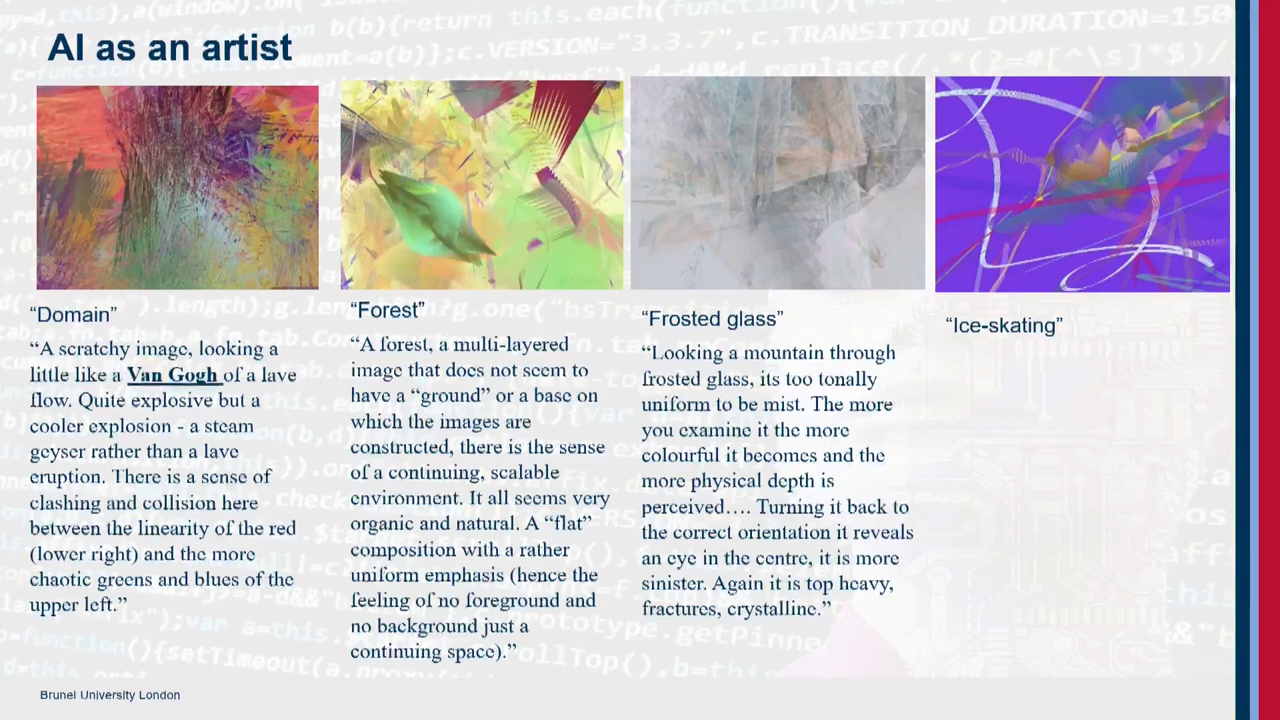 AI as an artist
“Domain”
“A scratchy image, looking a
little like a Van Gogh of a lave
flow. Quite explosive but a
cooler explosion - a steam
geyser rather than a lave
eruption. There is a sense of
clashing and collision here
between the linearity of the red
(lower right) and the more
chaotic greens and blues of the
upper left.”
“Forest”
“A forest, a multi-layered
image that does not seem to
have a “ground” or a base on
which the images are
constructed, there is the sense
of a continuing, scalable
environment. It all seems very
organic and natural. A “flat”
composition with a rather
uniform emphasis (hence the
feeling of no foreground and
no background just a
continuing space).”
“Frosted glass”
“Looking a mountain through
frosted glass, its too tonally
uniform to be mist. The more
you examine it the more
colourful it becomes and the
more physical depth is
perceived…. Turning it back to
the correct orientation it reveals
an eye in the centre, it is more
sinister. Again it is top heavy,
fractures, crystalline.”
“Ice-skating”
Brunel University London